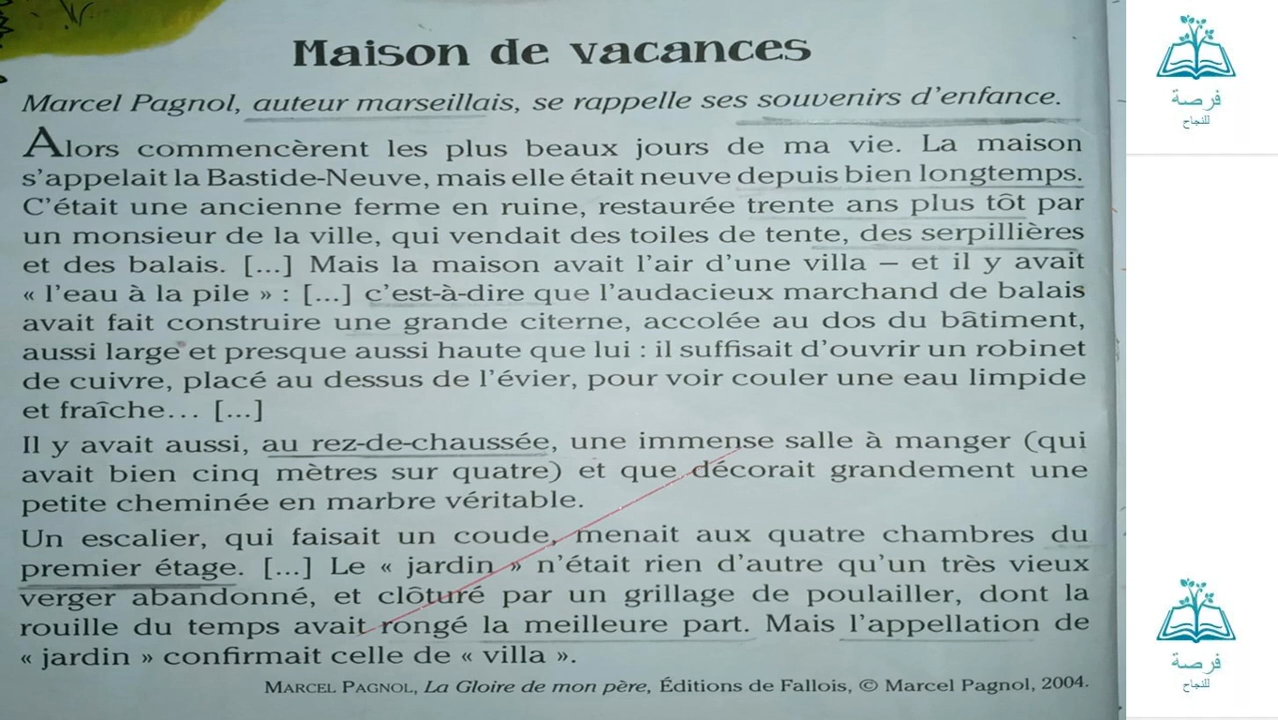 Maison de vacances
Marcel Pagnol, auteur marseillais, se rappelle ses souvenirs d'enfance.
Alors commencèrent les plus beaux jours de ma vie. La maison
s'appelait la Bastide-Neuve, mais elle était neuve depuis bien longtemps.
C'était une ancienne ferme en ruine, restaurée trente ans plus tôt par
un monsieur de la ville, qui vendait des toiles de tente, des serpillières
et des balais. [...] Mais la maison avait l'air d'une villa – et il y avait
« l'eau à la pile » : [...] c'est-à-dire que l'audacieux marchand de balais
avait fait construire une grande citerne, accolée au dos du bâtiment,
aussi large et presque aussi haute que lui : il suffisait d'ouvrir un robinet
de cuivre, placé au dessus de l'évier, pour voir couler une eau limpide
et fraîche... [...]
Il y avait aussi, au rez-de-chaussée, une immense salle à manger (qui
avait bien cinq mètres sur quatre) et que décorait grandement une
petite cheminée en marbre véritable.
Un escalier, qui faisait un coude, menait aux quatre chambres du
premier étage. [...] Le « jardin » n'était rien d'autre qu'un très vieux
verger abandonné, et clôturé par un grillage de poulailler, dont la
rouille du temps avait rongé la meilleure part. Mais l'appellation de
« jardin » confirmait celle de « villa ».
MARCEL PAGNOL, La Gloire de mon père, Éditions de Fallois, © Marcel Pagnol, 2004.
فرصة
للنجاح
فرصة
للنجاح